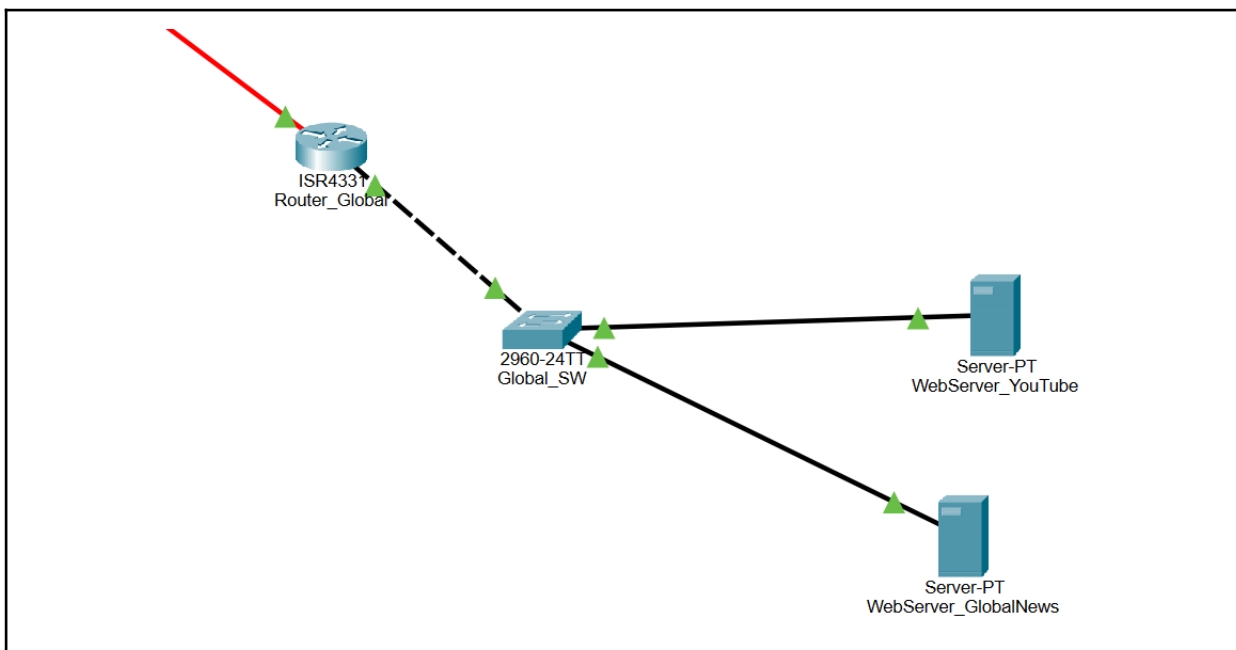 ISR4331
Router_Global
2960-24TT
Global_SW
Server-PT
WebServer_YouTube
Server-PT
WebServer_GlobalNews